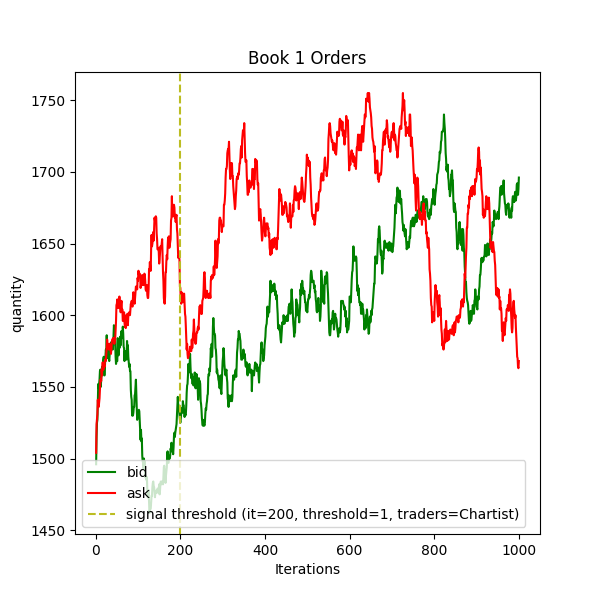 Book 1 Orders
1750
1700
1650
1600
1550
1500
1450
quantity
bid
ask
signal threshold (it=200, threshold=1, traders=Chartist)
0 200 400 600 800 1000
Iterations